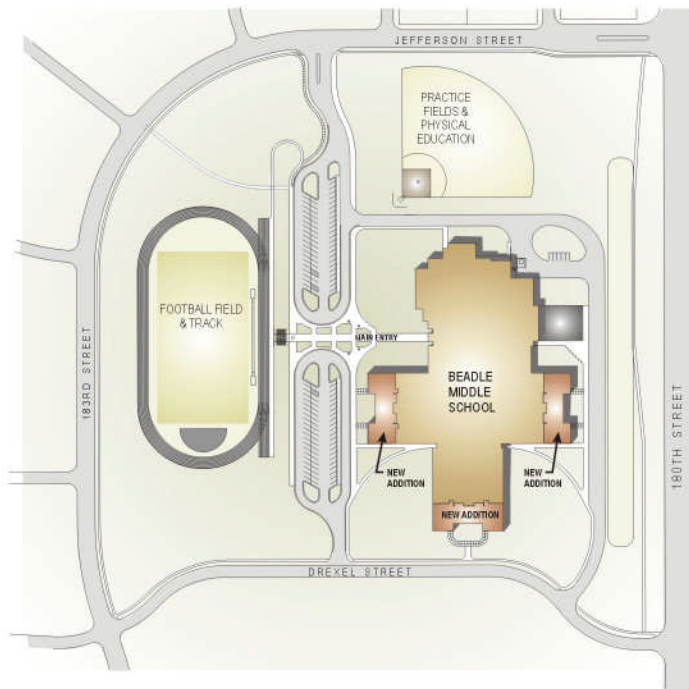 JEFFERSON STREET
PRACTICE
FIELDS &
PHYSICAL
EDUCATION
FOOTBALL FIELD
& TRACK
183RD STREET
MAIN ENTRY
BEADLE
MIDDLE
SCHOOL
180TH STREET
NEW
ADDITION
NEW
ADDITION
NEW ADDITION
DREXEL STREET